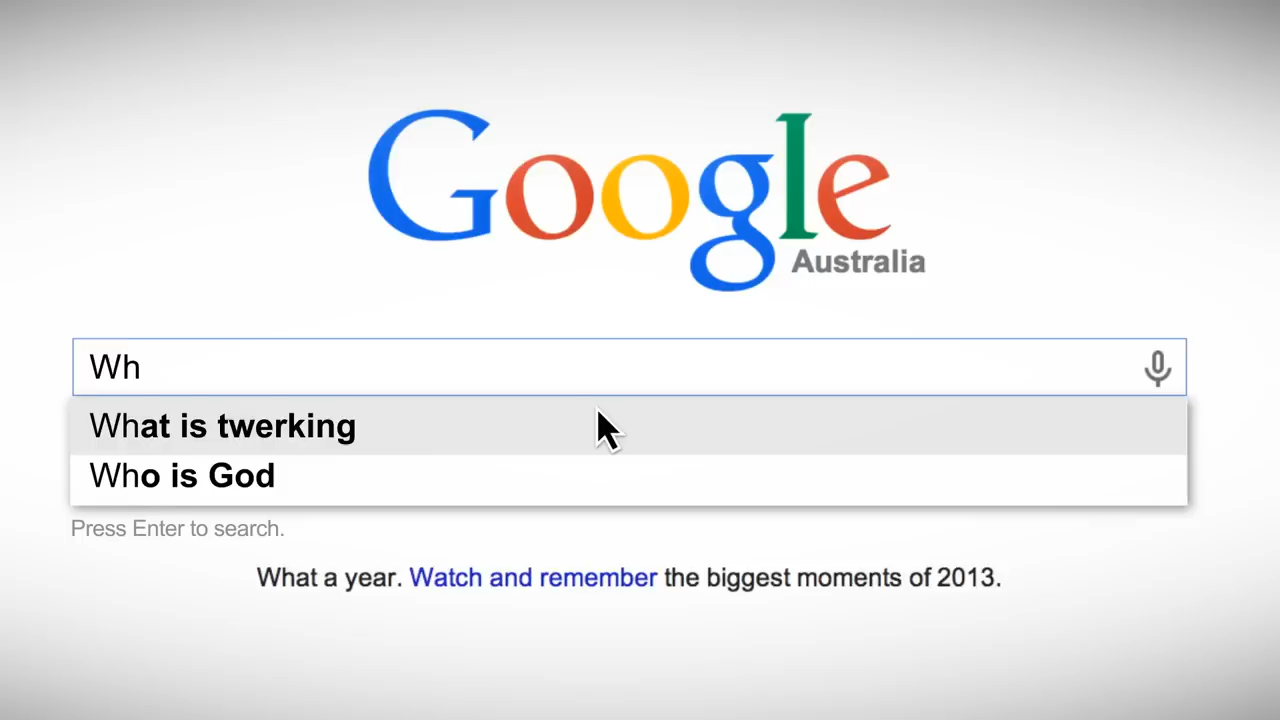 Google
Australia
Wh
What is twerking
Who is God
Press Enter to search.
What a year. Watch and remember the biggest moments of 2013.